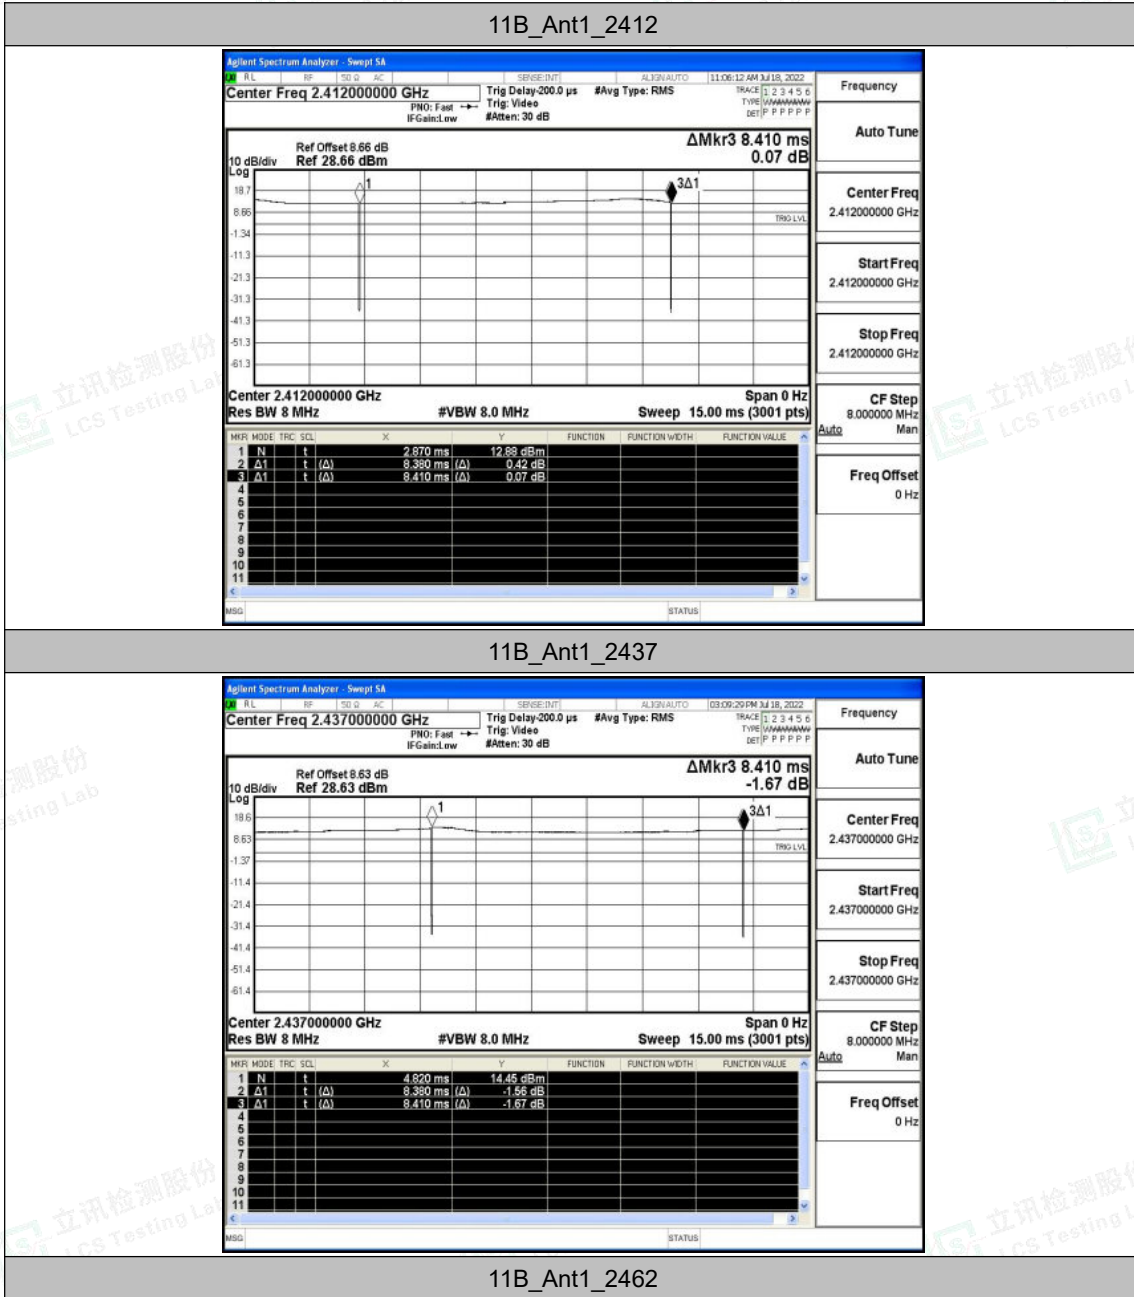 11B_Ant1_2412
Agilent Spectrum Analyzer - Swept SA
RL RF 50 Ω AC SENSE:INT ALIGNAUTO 11:06:12 AM Jul 18, 2022
Center Freq 2.412000000 GHz
PNO: Fast
IFGain:Low
Trig Delay-200.0 µs
Trig: Video
#Atten: 30 dB
#Avg Type: RMS
TRACE 1 2 3 4 5 6
TYPE
DET P P P P P P
Ref Offset 8.66 dB
10 dB/div Ref 28.66 dBm
Log
ΔMkr3 8.410 ms
0.07 dB
1
3Δ1
18.7
8.66
TRIG LVL
-1.34
-11.3
-21.3
-31.3
-41.3
-51.3
-61.3
Center 2.412000000 GHz Span 0 Hz
Res BW 8 MHz #VBW 8.0 MHz Sweep 15.00 ms (3001 pts)
MKR MODE TRC SCL X Y FUNCTION FUNCTION WIDTH FUNCTION VALUE
1 N t 2.870 ms 12.88 dBm
2 Δ1 t (Δ) 8.380 ms (Δ) 0.42 dB
3 Δ1 t (Δ) 8.410 ms (Δ) 0.07 dB
4
5
6
7
8
9
10
11
MSG STATUS
Frequency
Auto Tune
Center Freq
2.412000000 GHz
Start Freq
2.412000000 GHz
Stop Freq
2.412000000 GHz
CF Step
8.000000 MHz
Auto Man
Freq Offset
0 Hz
立讯检测股份
LCS Testing Lab
11B_Ant1_2437
Agilent Spectrum Analyzer - Swept SA
RL RF 50 Ω AC SENSE:INT ALIGNAUTO 03:09:29 PM Jul 18, 2022
Center Freq 2.437000000 GHz
PNO: Fast
IFGain:Low
Trig Delay-200.0 µs
Trig: Video
#Atten: 30 dB
#Avg Type: RMS
TRACE 1 2 3 4 5 6
TYPE
DET P P P P P P
Ref Offset 8.63 dB
10 dB/div Ref 28.63 dBm
Log
ΔMkr3 8.410 ms
-1.67 dB
1
3Δ1
18.6
8.63
TRIG LVL
-1.37
-11.4
-21.4
-31.4
-41.4
-51.4
-61.4
Center 2.437000000 GHz Span 0 Hz
Res BW 8 MHz #VBW 8.0 MHz Sweep 15.00 ms (3001 pts)
MKR MODE TRC SCL X Y FUNCTION FUNCTION WIDTH FUNCTION VALUE
1 N t 4.820 ms 14.45 dBm
2 Δ1 t (Δ) 8.380 ms (Δ) -1.56 dB
3 Δ1 t (Δ) 8.410 ms (Δ) -1.67 dB
4
5
6
7
8
9
10
11
MSG STATUS
Frequency
Auto Tune
Center Freq
2.437000000 GHz
Start Freq
2.437000000 GHz
Stop Freq
2.437000000 GHz
CF Step
8.000000 MHz
Auto Man
Freq Offset
0 Hz
立讯检测股份
LCS Testing Lab
11B_Ant1_2462